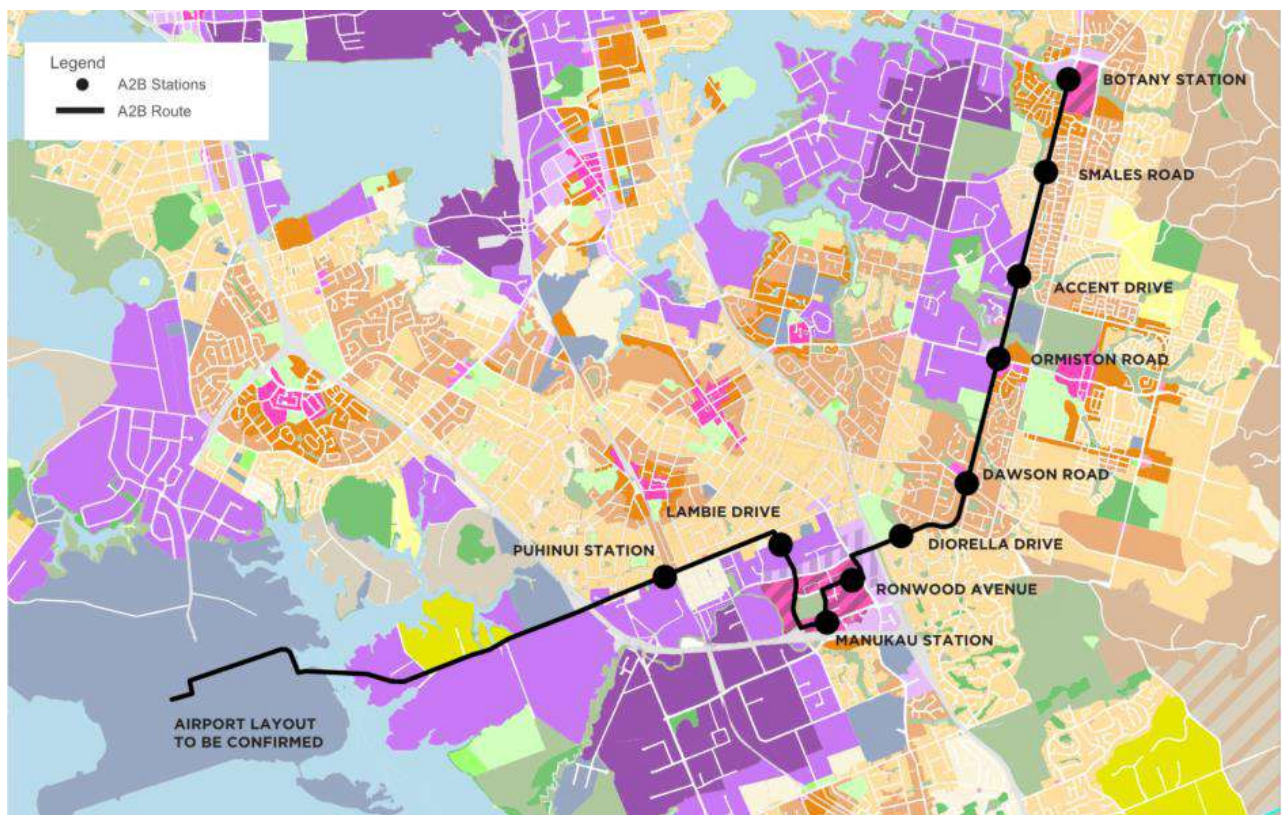 Legend
A2B Stations
A2B Route
BOTANY STATION
SMALES ROAD
ACCENT DRIVE
ORMISTON ROAD
DAWSON ROAD
LAMBIE DRIVE
DIORELLA DRIVE
PUHINUI STATION
RONWOOD AVENUE
MANUKAU STATION
AIRPORT LAYOUT
TO BE CONFIRMED